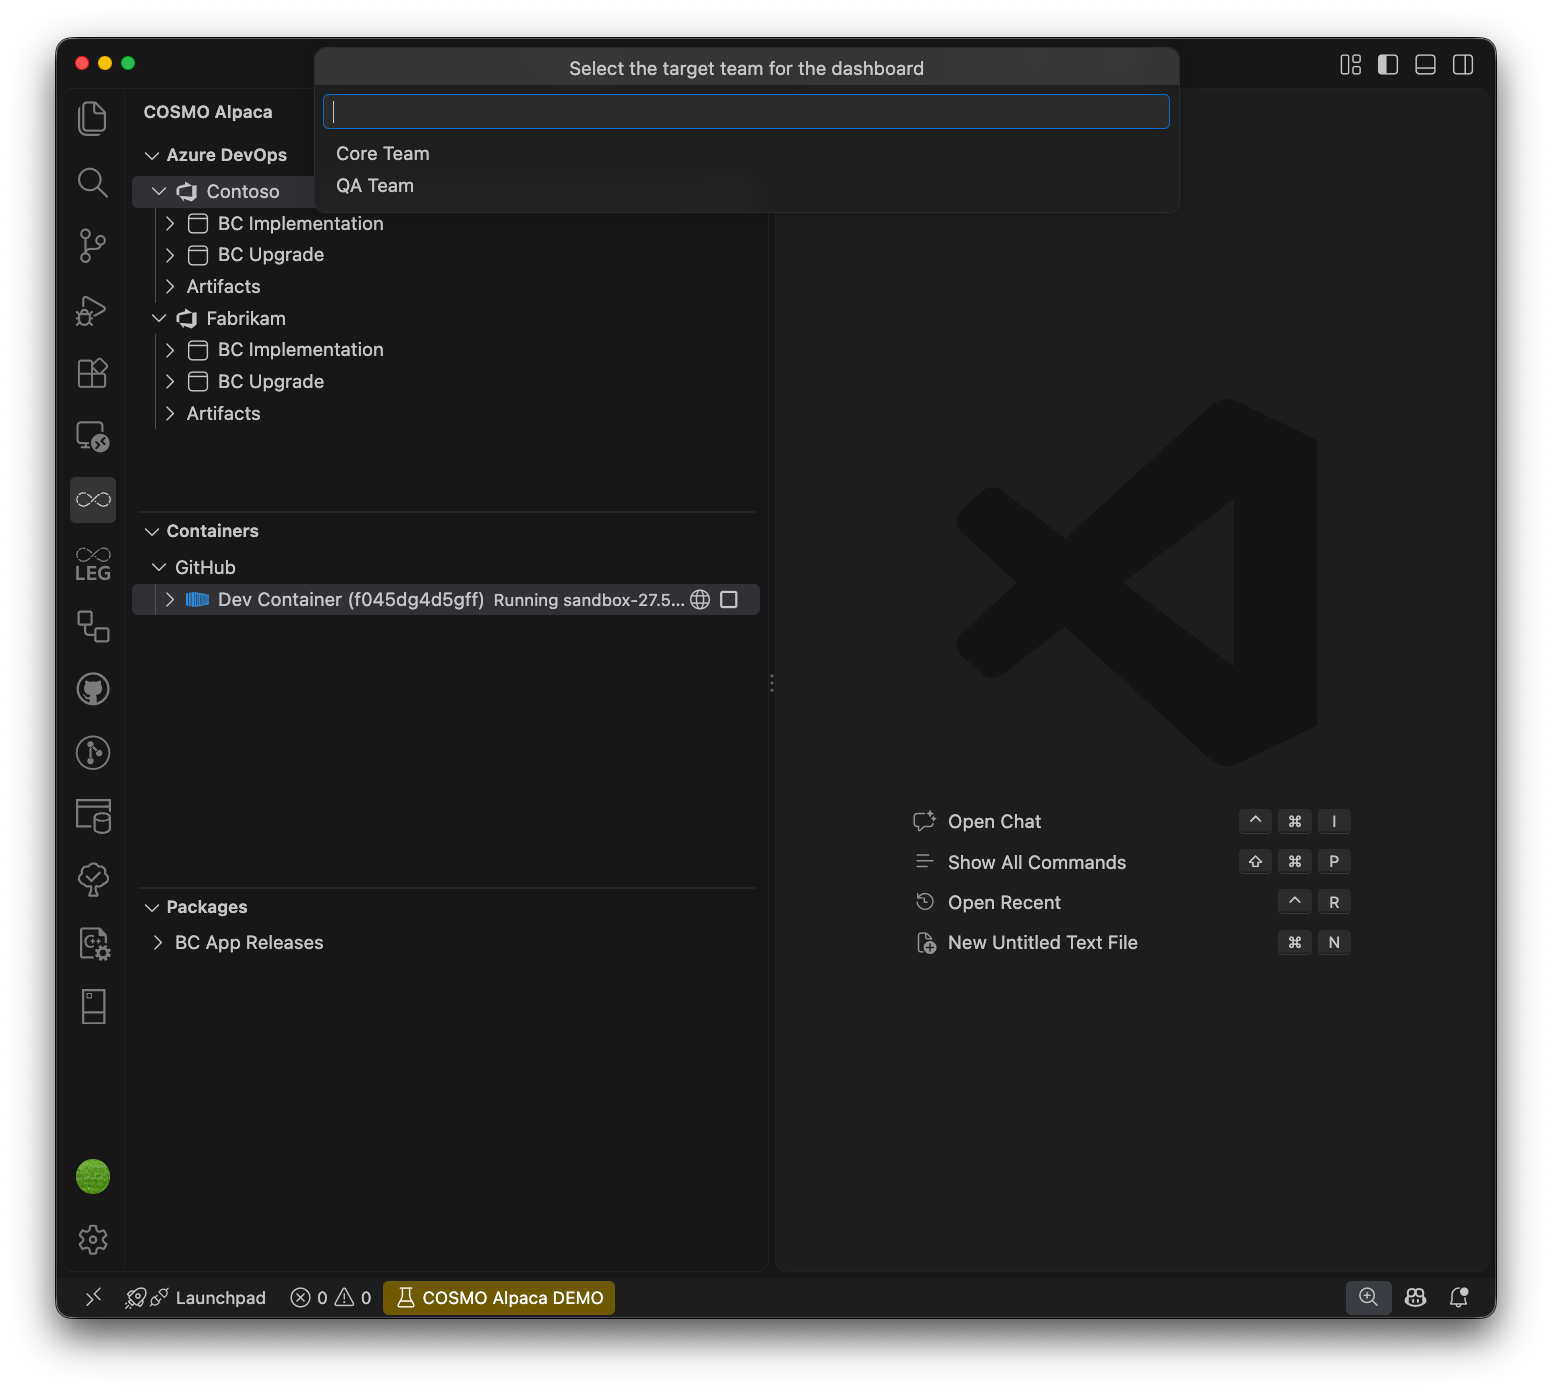 Select the target team for the dashboard
Core Team
QA Team
COSMO Alpaca
Azure DevOps
Contoso
BC Implementation
BC Upgrade
Artifacts
Fabrikam
BC Implementation
BC Upgrade
Artifacts
Containers
GitHub
Dev Container (f045dg4d5gff) Running sandbox-27.5...
LEG
Packages
BC App Releases
Open Chat ^ ⌘ I
Show All Commands ⇧ ⌘ P
Open Recent ^ R
New Untitled Text File ⌘ N
Launchpad 0 0 COSMO Alpaca DEMO